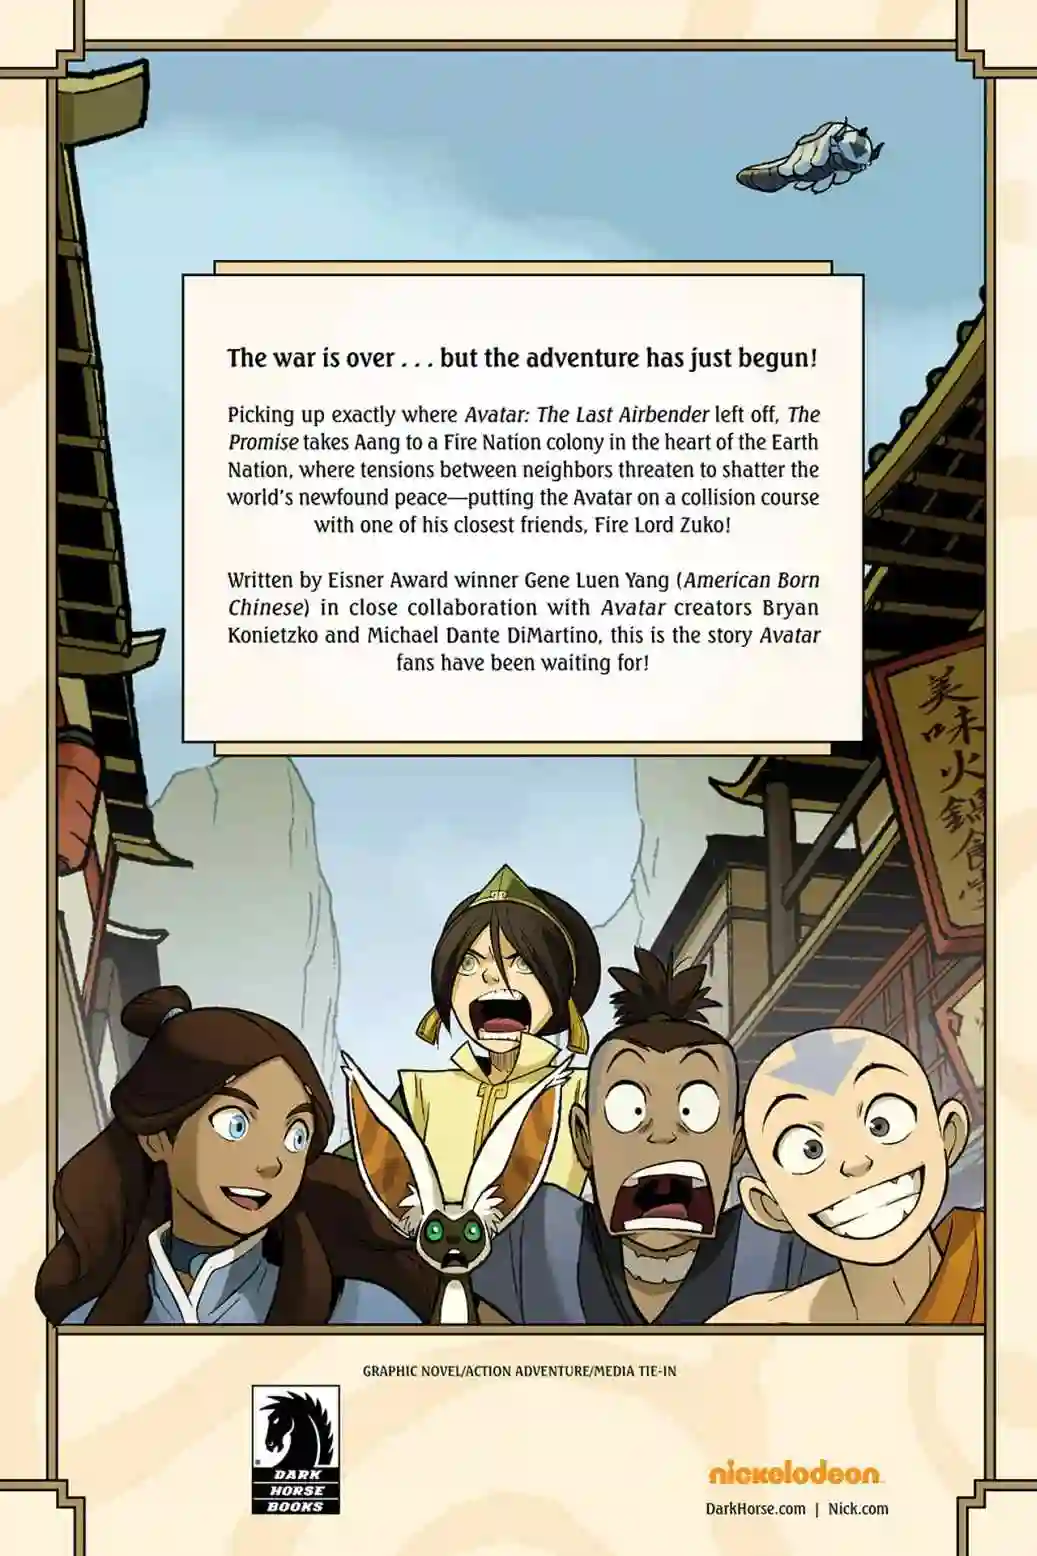 The war is over . . . but the adventure has just begun!
Picking up exactly where Avatar: The Last Airbender left off, The
Promise takes Aang to a Fire Nation colony in the heart of the Earth
Nation, where tensions between neighbors threaten to shatter the
world's newfound peace—putting the Avatar on a collision course
with one of his closest friends, Fire Lord Zuko!
Written by Eisner Award winner Gene Luen Yang (American Born
Chinese) in close collaboration with Avatar creators Bryan
Konietzko and Michael Dante DiMartino, this is the story Avatar
fans have been waiting for!
美味火鍋食堂
GRAPHIC NOVEL/ACTION ADVENTURE/MEDIA TIE-IN
DARK
HORSE
BOOKS
nickelodeon
DarkHorse.com | Nick.com